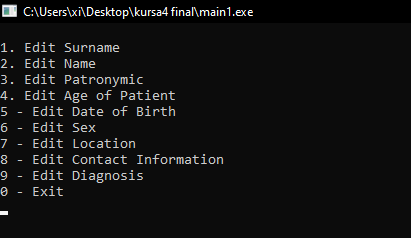 C:\Users\xi\Desktop\kursa4 final\main1.exe
1. Edit Surname
2. Edit Name
3. Edit Patronymic
4. Edit Age of Patient
5 - Edit Date of Birth
6 - Edit Sex
7 - Edit Location
8 - Edit Contact Information
9 - Edit Diagnosis
0 - Exit